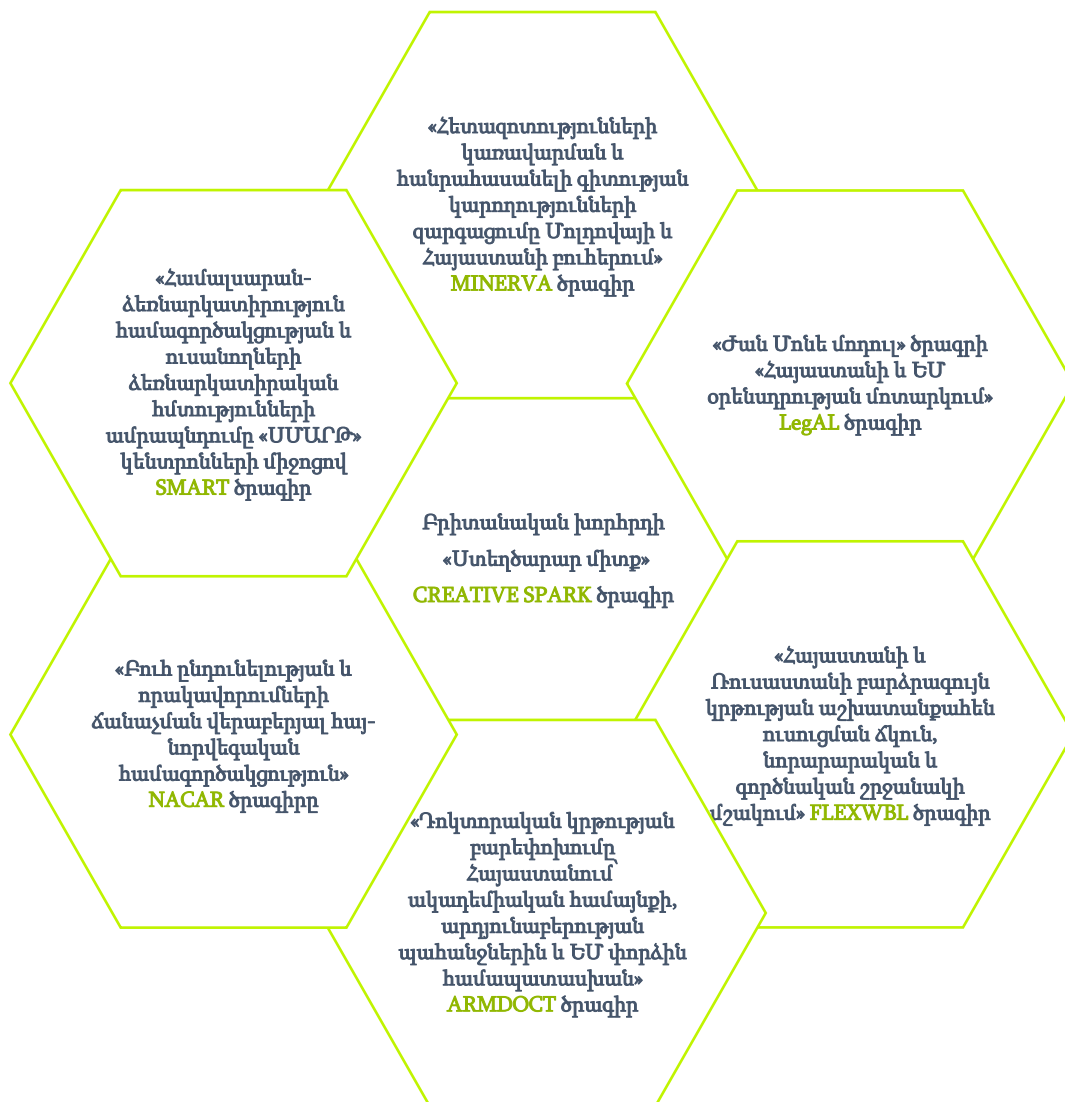 «Հետազոտությունների
կառավարման և
հանրահասանելի գիտության
կարողությունների
զարգացումը Մոլդովայի և
Հայաստանի բուհերում»
MINERVA ծրագիր
«Համալսարան-
ձեռնարկատիրություն
համագործակցության և
ուսանողների
ձեռնարկատիրական
հմտությունների
ամրապնդումը «ՍՄԱՐԹ»
կենտրոնների միջոցով
SMART ծրագիր
«Ժան Մոնե մոդուլ» ծրագրի
«Հայաստանի և ԵՄ
օրենսդրության մոտարկում»
LegAL ծրագիր
Բրիտանական խորհրդի
«Ստեղծարար միտք»
CREATIVE SPARK ծրագիր
«Բուհ ընդունելության և
որակավորումների
ճանաչման վերաբերյալ հայ-
նորվեգական
համագործակցություն»
NACAR ծրագիրը
«Հայաստանի և
Ռուսաստանի բարձրագույն
կրթության աշխատանքահեն
ուսուցման ճկուն,
նորարարական և
գործնական շրջանակի
մշակում» FLEXWBL ծրագիր
«Դոկտորական կրթության
բարեփոխումը
Հայաստանում՝
ակադեմիական համայնքի,
արդյունաբերության
պահանջներին և ԵՄ փորձին
համապատասխան»
ARMDOCT ծրագիր